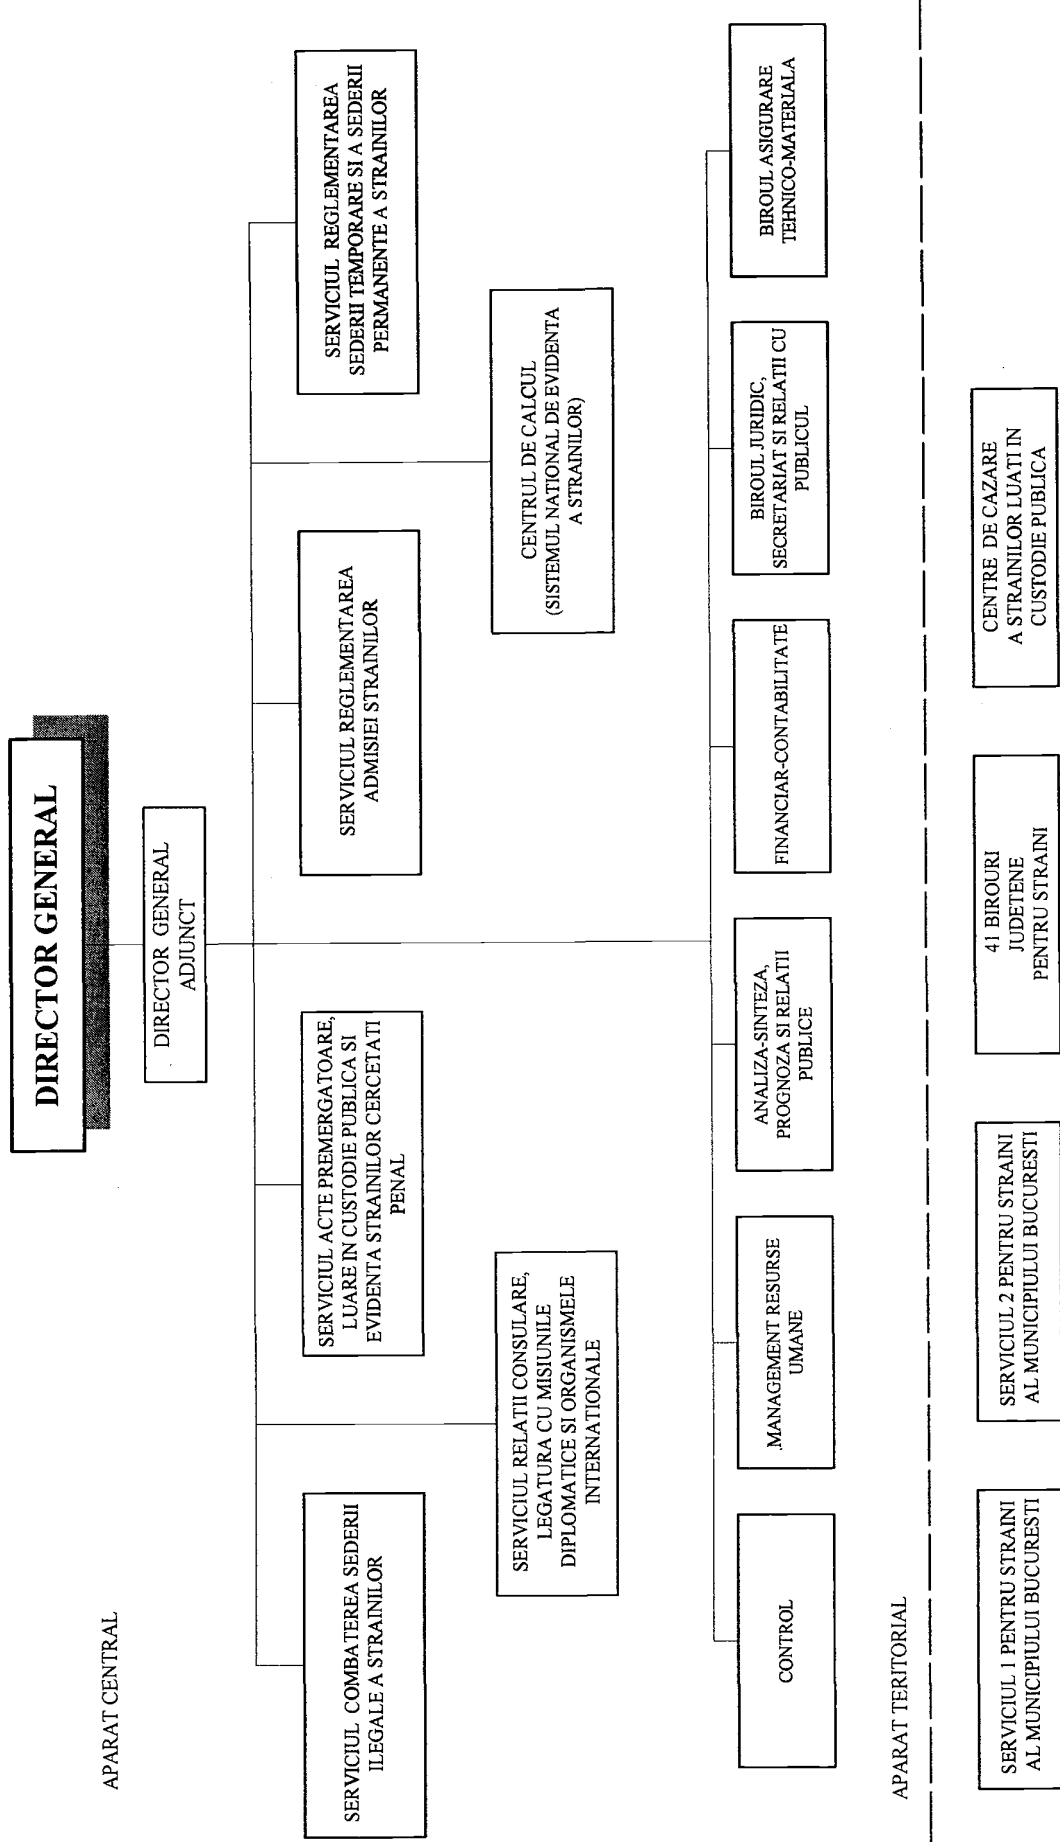 DIRECTOR GENERAL
APARAT CENTRAL
DIRECTOR GENERAL
ADJUNCT
SERVICIUL COMBATEREA SEDERII
ILEGALE A STRAINILOR
SERVICIUL ACTE PREMERGATOARE,
LUARE IN CUSTODIE PUBLICA SI
EVIDENTA STRAINILOR CERCETATI
PENAL
SERVICIUL REGLEMENTAREA
ADMISIEI STRAINILOR
SERVICIUL REGLEMENTAREA
SEDERII TEMPORARE SI A SEDERII
PERMANENTE A STRAINILOR
SERVICIUL RELATII CONSULARE,
LEGATURA CU MISIUNILE
DIPLOMATICE SI ORGANISMELE
INTERNATIONALE
CENTRUL DE CALCUL
(SISTEMUL NATIONAL DE EVIDENTA
A STRAINILOR)
CONTROL
MANAGEMENT RESURSE
UMANE
ANALIZA-SINTEZA,
PROGNOZA SI RELATII
PUBLICE
FINANCIAR-CONTABILITATE
BIROUL JURIDIC,
SECRETARIAT SI RELATII CU
PUBLICUL
BIROUL ASIGURARE
TEHNICO-MATERIALA
APARAT TERITORIAL
SERVICIUL 1 PENTRU STRAINI
AL MUNICIPIULUI BUCURESTI
SERVICIUL 2 PENTRU STRAINI
AL MUNICIPIULUI BUCURESTI
41 BIROURI
JUDETENE
PENTRU STRAINI
CENTRE DE CAZARE
A STRAINILOR LUATI IN
CUSTODIE PUBLICA